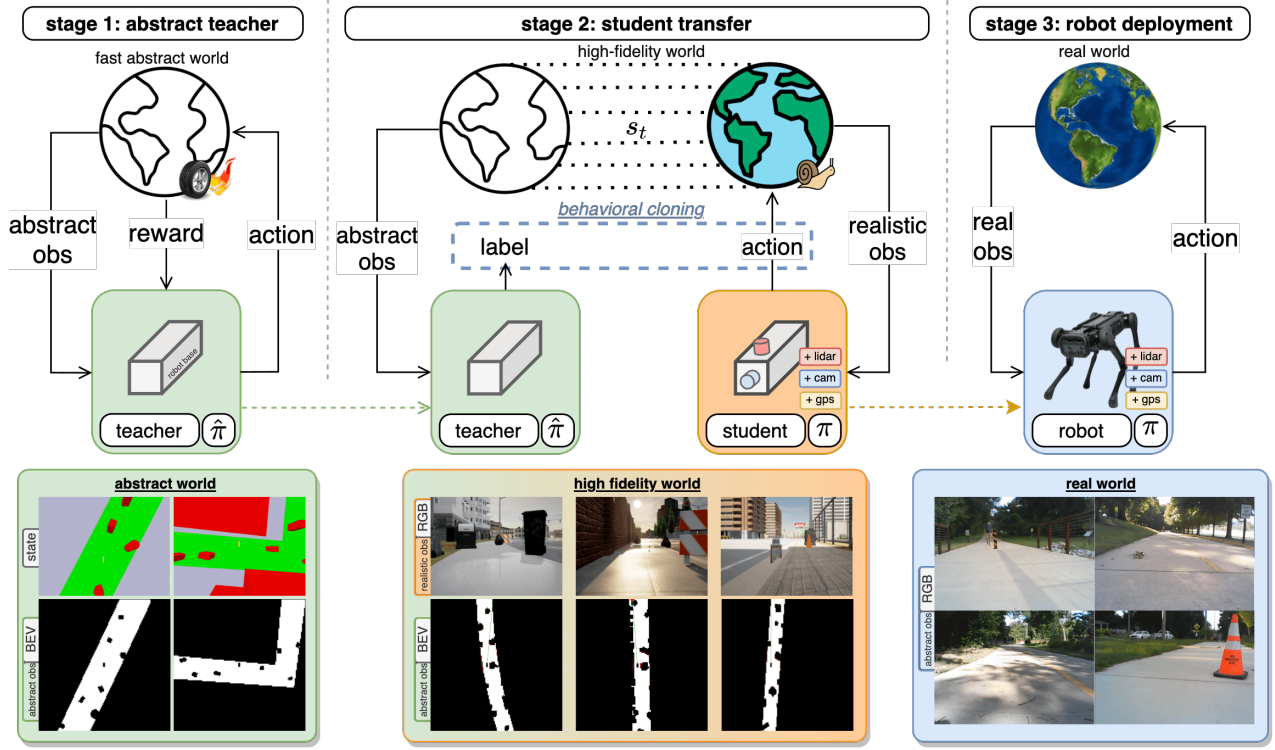 stage 1: abstract teacher
fast abstract world
abstract
obs
reward
action
robot base
teacher
π̂
stage 2: student transfer
high-fidelity world
s_t
behavioral cloning
abstract
obs
label
action
realistic
obs
teacher
π̂
+ lidar
+ cam
+ gps
student
π
stage 3: robot deployment
real world
real
obs
action
+ lidar
+ cam
+ gps
robot
π
abstract world
state
BEV
abstract obs
high fidelity world
RGB
realistic obs
BEV
abstract obs
real world
RGB
abstract obs